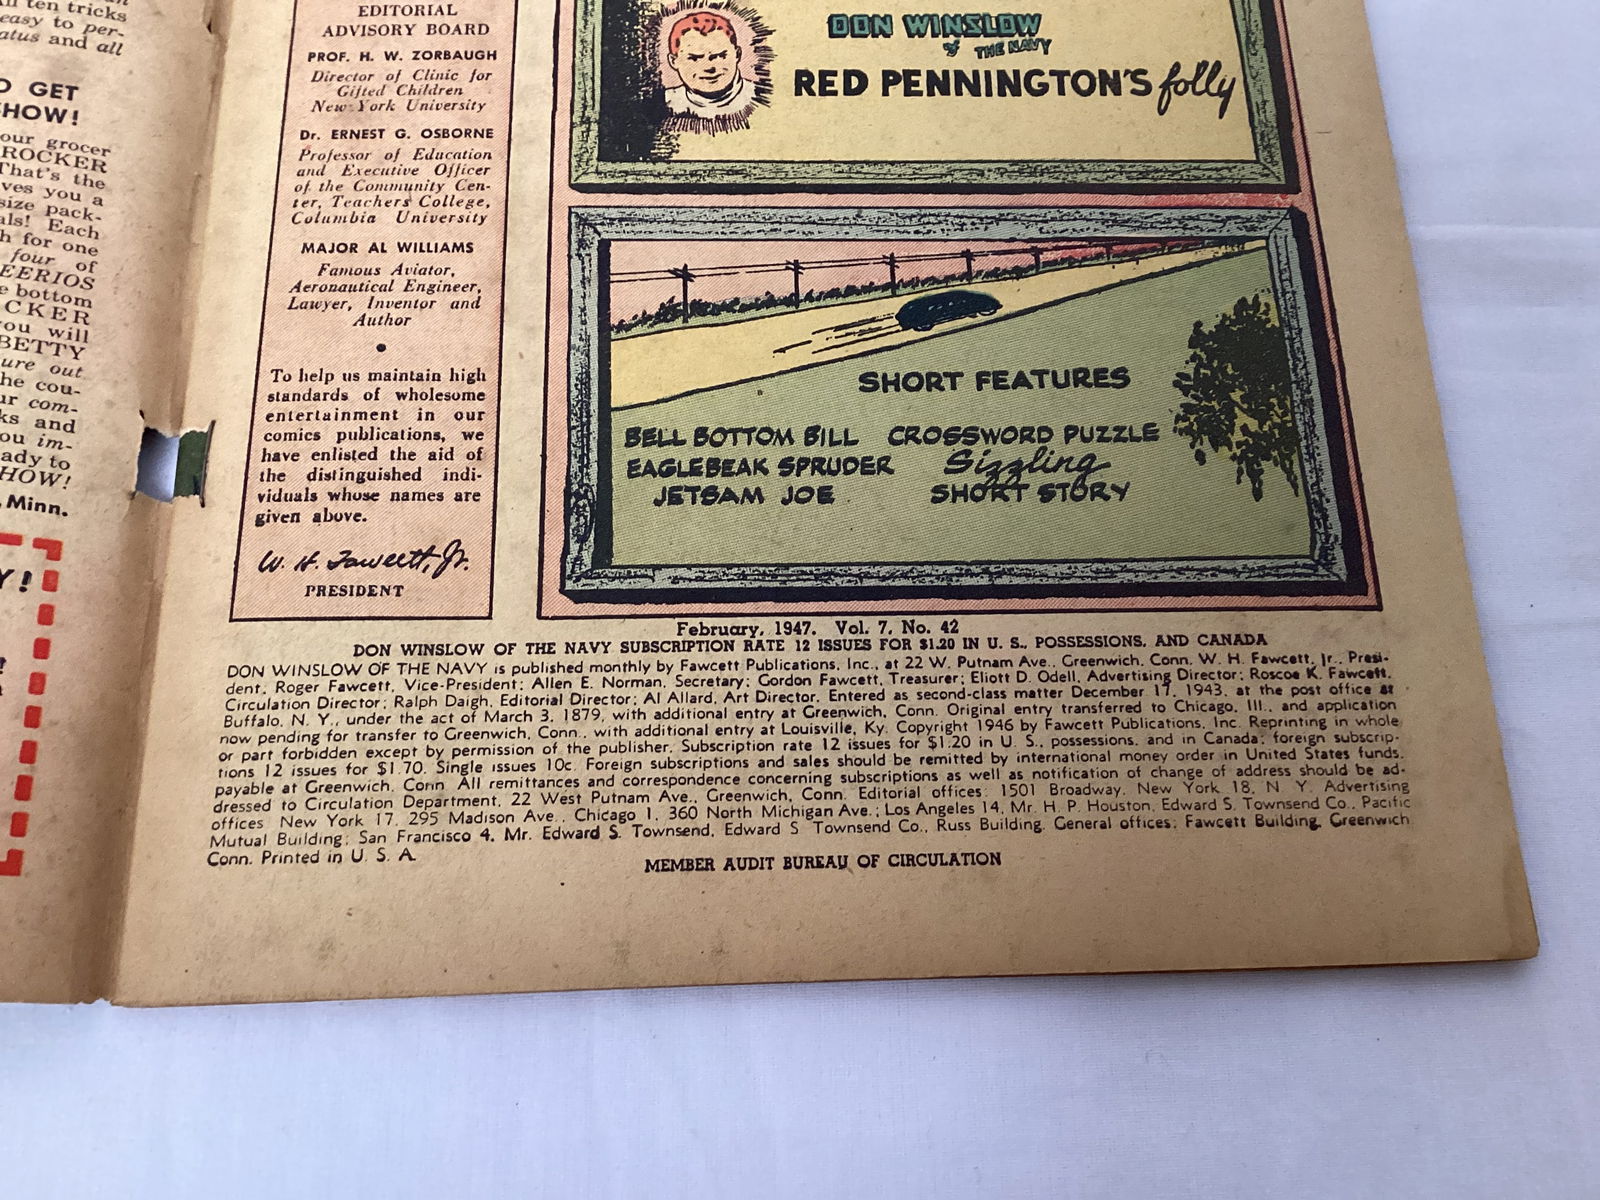 ten tricks
easy to per-
atus and all
GET
SHOW!
our grocer
ROCKER
That's the
ves you a
size pack-
als! Each
h for one
four of
EERIOS
e bottom
CKER
you will
BETTY
ure out
he cou-
ur com-
ks and
ou im-
ady to
HOW!
, Minn.
Y!
EDITORIAL
ADVISORY BOARD
PROF. H. W. ZORBAUGH
Director of Clinic for
Gifted Children
New York University
Dr. ERNEST G. OSBORNE
Professor of Education
and Executive Officer
of the Community Cen-
ter, Teachers College,
Columbia University
MAJOR AL WILLIAMS
Famous Aviator,
Aeronautical Engineer,
Lawyer, Inventor and
Author
To help us maintain high
standards of wholesome
entertainment in our
comics publications, we
have enlisted the aid of
the distinguished indi-
viduals whose names are
given above.
W. H. Fawcett, Jr.
PRESIDENT
DON WINSLOW
of THE NAVY
RED PENNINGTON'S folly
SHORT FEATURES
BELL BOTTOM BILL CROSSWORD PUZZLE
EAGLEBEAK SPRUDER Sizzling
JETSAM JOE SHORT STORY
February, 1947. Vol. 7, No. 42
DON WINSLOW OF THE NAVY SUBSCRIPTION RATE 12 ISSUES FOR $1.20 IN U. S., POSSESSIONS, AND CANADA
DON WINSLOW OF THE NAVY is published monthly by Fawcett Publications, Inc., at 22 W. Putnam Ave., Greenwich, Conn. W. H. Fawcett, Jr., Presi-
dent; Roger Fawcett, Vice-President; Allen E. Norman, Secretary; Gordon Fawcett, Treasurer; Eliott D. Odell, Advertising Director; Roscoe K. Fawcett,
Circulation Director; Ralph Daigh, Editorial Director; Al Allard, Art Director. Entered as second-class matter December 17, 1943, at the post office at
Buffalo, N. Y., under the act of March 3, 1879, with additional entry at Greenwich, Conn. Original entry transferred to Chicago, Ill., and application
now pending for transfer to Greenwich, Conn., with additional entry at Louisville, Ky. Copyright 1946 by Fawcett Publications, Inc. Reprinting in whole
or part forbidden except by permission of the publisher. Subscription rate 12 issues for $1.20 in U. S., possessions, and in Canada; foreign subscrip-
tions 12 issues for $1.70. Single issues 10c. Foreign subscriptions and sales should be remitted by international money order in United States funds,
payable at Greenwich, Conn. All remittances and correspondence concerning subscriptions as well as notification of change of address should be ad-
dressed to Circulation Department, 22 West Putnam Ave., Greenwich, Conn. Editorial offices: 1501 Broadway, New York 18, N. Y. Advertising
offices New York 17, 295 Madison Ave., Chicago 1, 360 North Michigan Ave.; Los Angeles 14, Mr. H. P. Houston, Edward S. Townsend Co., Pacific
Mutual Building; San Francisco 4, Mr. Edward S. Townsend, Edward S Townsend Co., Russ Building. General offices: Fawcett Building, Greenwich
Conn. Printed in U. S. A.
MEMBER AUDIT BUREAU OF CIRCULATION